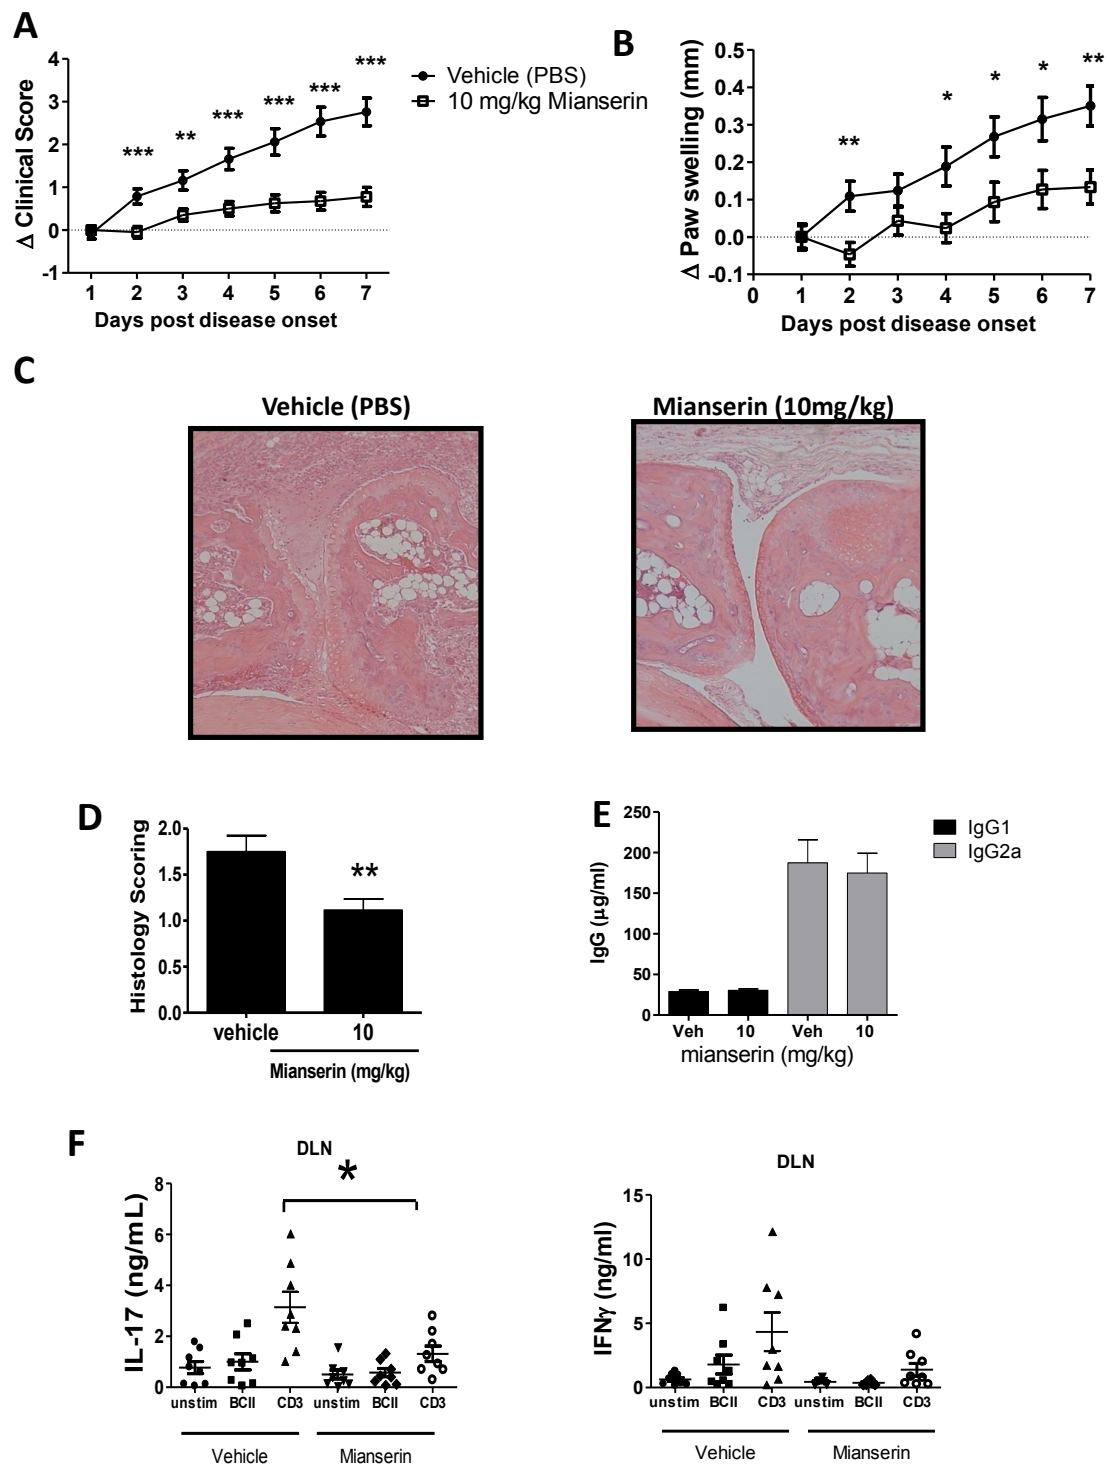 A
4
3
2
1
0
-1
Δ Clinical Score
*** ** *** *** *** ***
1 2 3 4 5 6 7
Days post disease onset
Vehicle (PBS)
10 mg/kg Mianserin
B
0.5
0.4
0.3
0.2
0.1
0.0
-0.1
Δ Paw swelling (mm)
** * * * **
0 1 2 3 4 5 6 7
Days post disease onset
C
Vehicle (PBS)
Mianserin (10mg/kg)
D
2.0
1.5
1.0
0.5
0.0
Histology Scoring
**
vehicle 10
Mianserin (mg/kg)
E
250
200
150
100
50
0
IgG (µg/ml)
Veh 10 Veh 10
mianserin (mg/kg)
IgG1
IgG2a
F
DLN
*
8
6
4
2
0
IL-17 (ng/mL)
unstim BCII CD3 unstim BCII CD3
Vehicle Mianserin
DLN
15
10
5
0
IFNγ (ng/ml)
unstim BCII CD3 unstim BCII CD3
Vehicle Mianserin